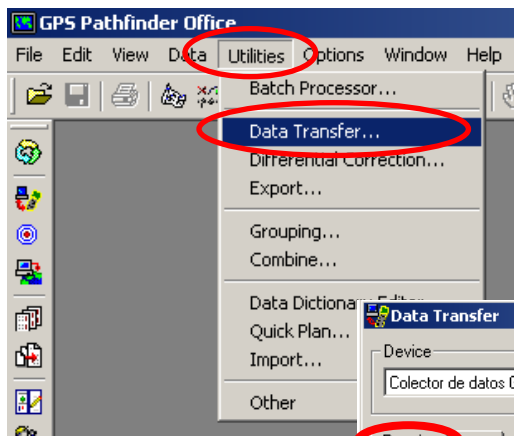 GPS Pathfinder Office
File Edit View Data Utilities Options Window Help
Batch Processor...
Data Transfer...
Differential Correction...
Export...
Grouping...
Combine...
Data Dictionary Editor...
Quick Plan...
Import...
Other
Data Transfer
Device
Colector de datos